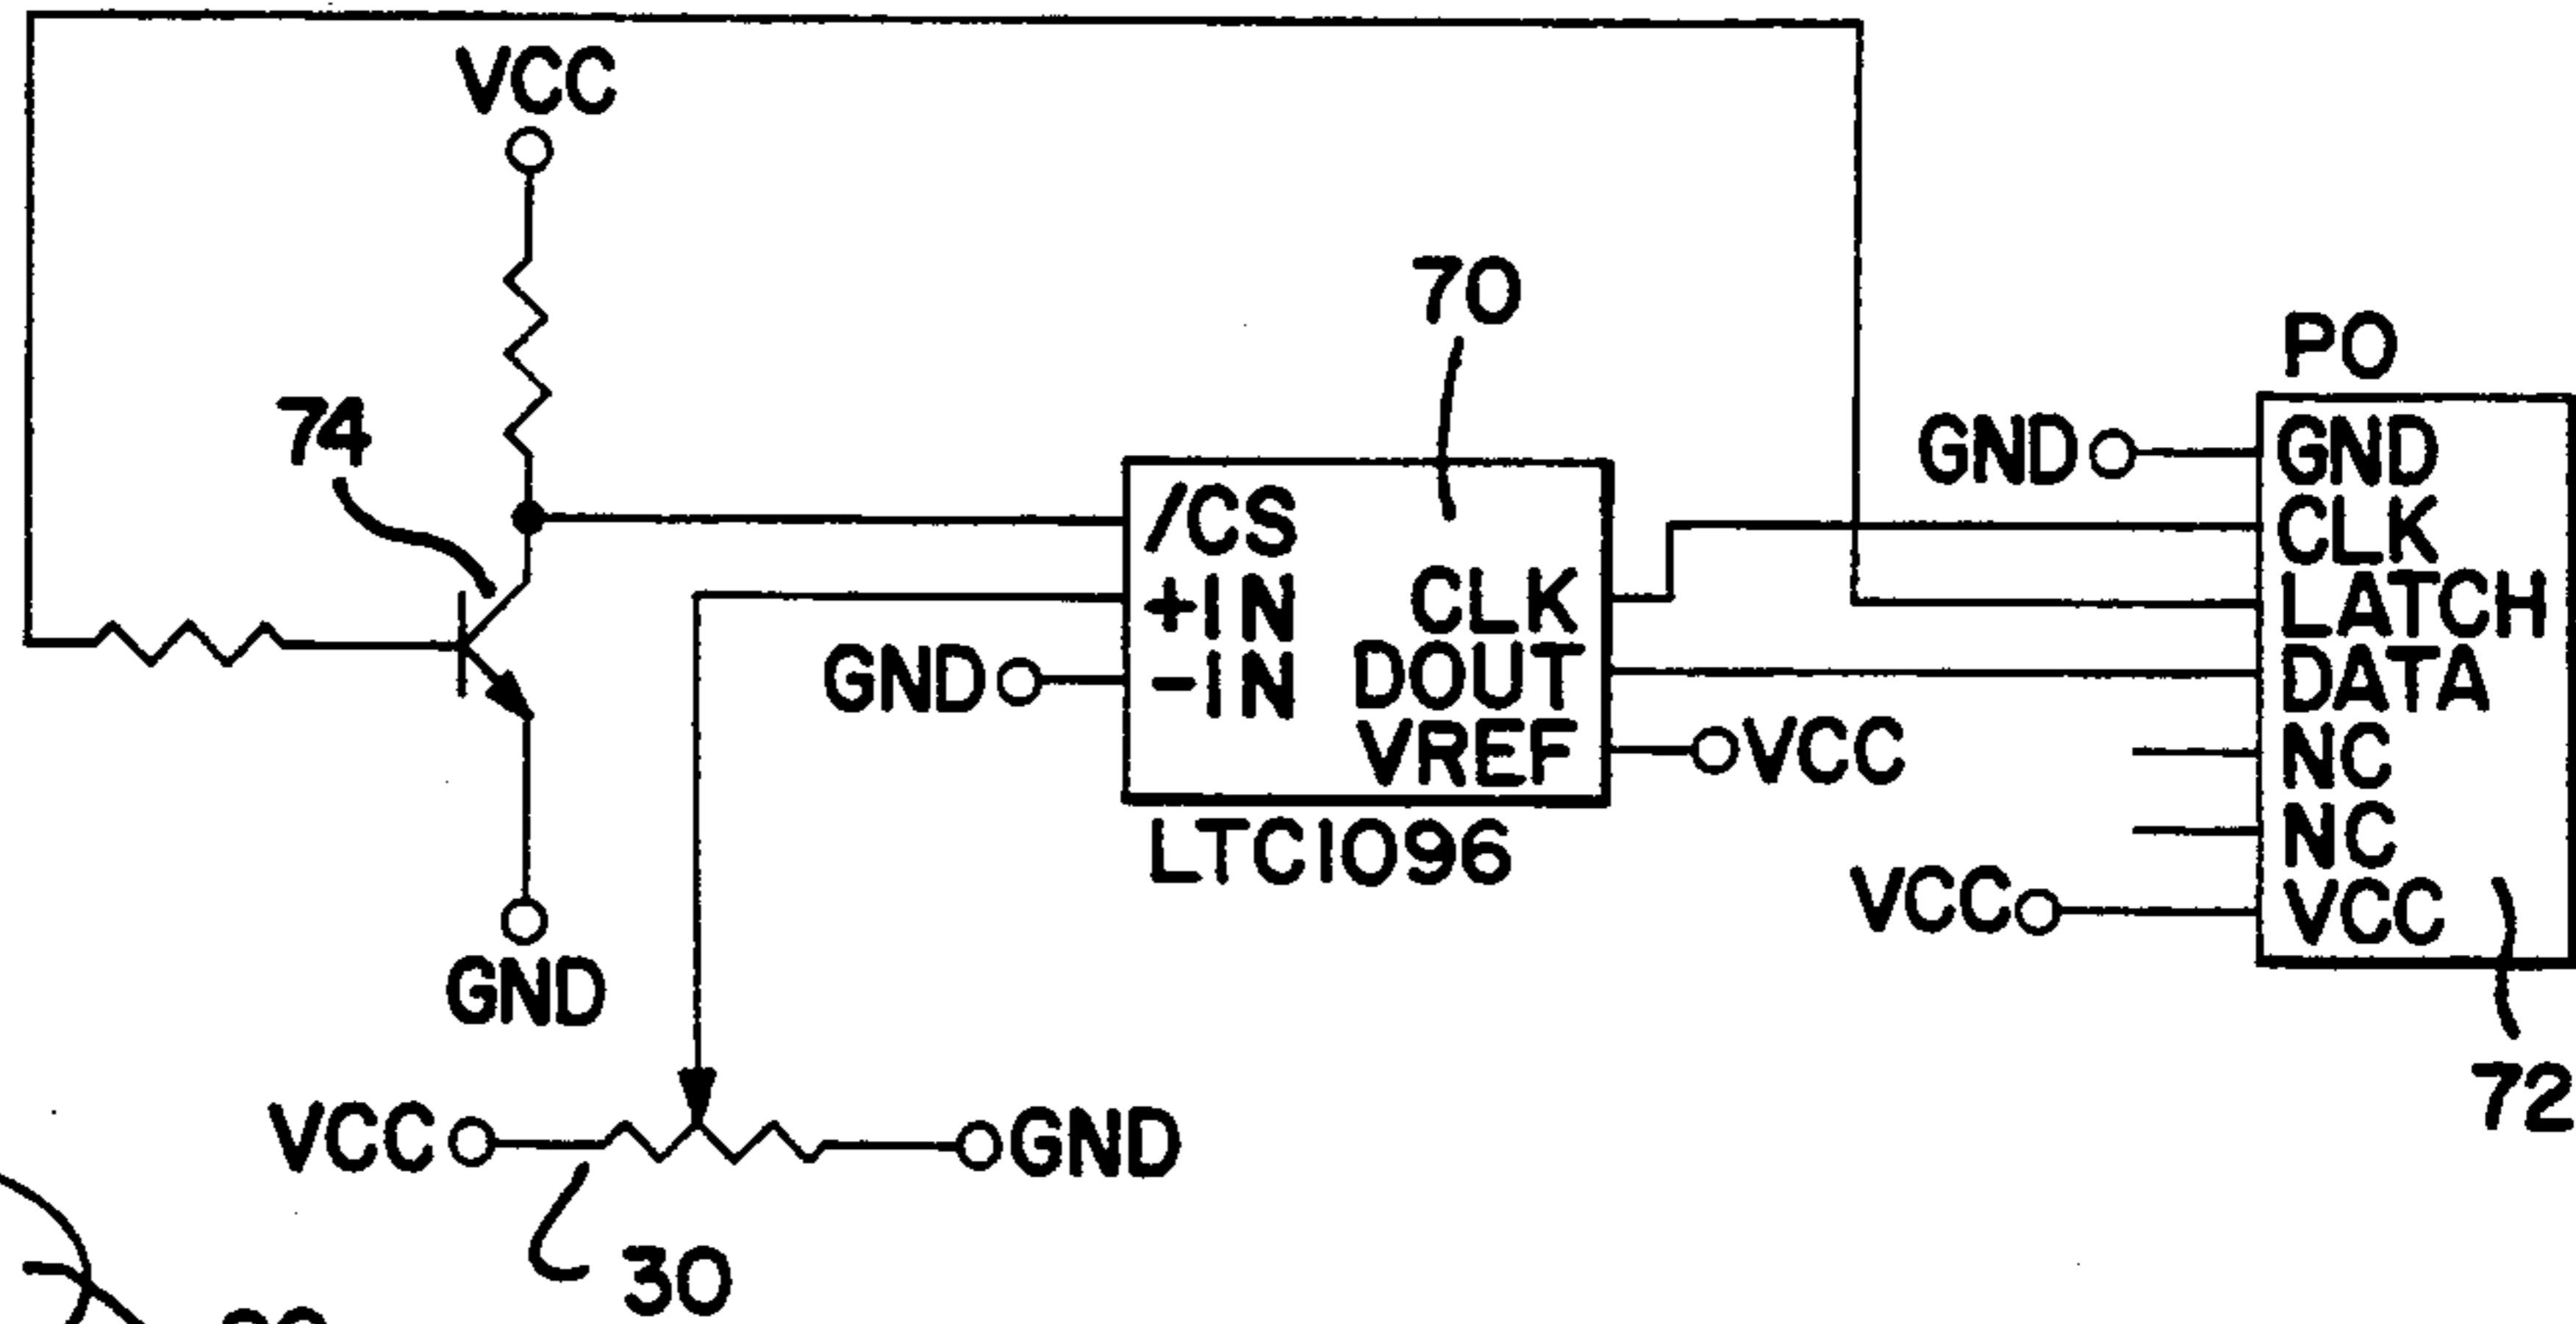 VCC
74
GND
VCC
30
GND
70
/CS
+IN
-IN
GND
CLK
DOUT
VREF
VCC
LTC1096
PO
GND
GND
CLK
LATCH
DATA
NC
NC
VCC
VCC
72